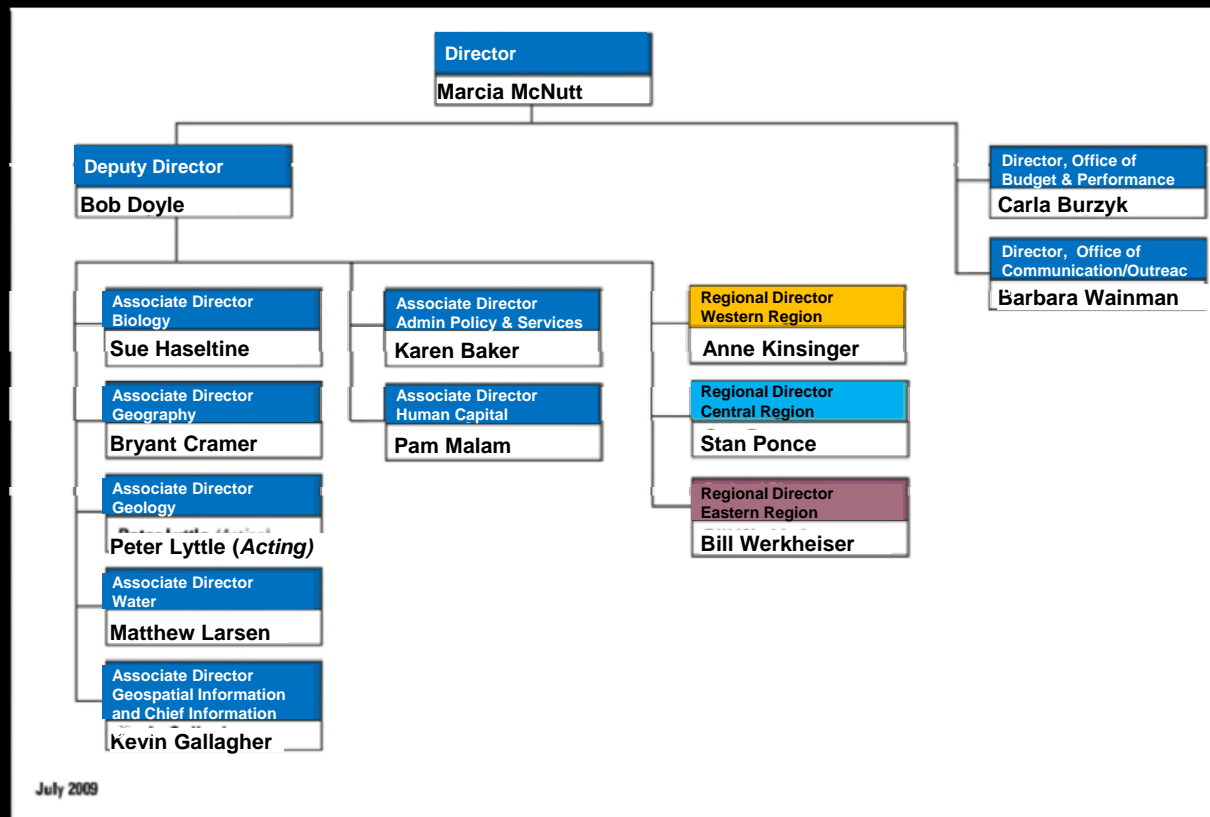 Director
Marcia McNutt
Deputy Director
Bob Doyle
Director, Office of
Budget & Performance
Carla Burzyk
Director, Office of
Communication/Outreac
Barbara Wainman
Associate Director
Biology
Sue Haseltine
Associate Director
Geography
Bryant Cramer
Associate Director
Geology
Peter Lyttle (Acting)
Associate Director
Water
Matthew Larsen
Associate Director
Geospatial Information
and Chief Information
Kevin Gallagher
Associate Director
Admin Policy & Services
Karen Baker
Associate Director
Human Capital
Pam Malam
Regional Director
Western Region
Anne Kinsinger
Regional Director
Central Region
Stan Ponce
Regional Director
Eastern Region
Bill Werkheiser
July 2009